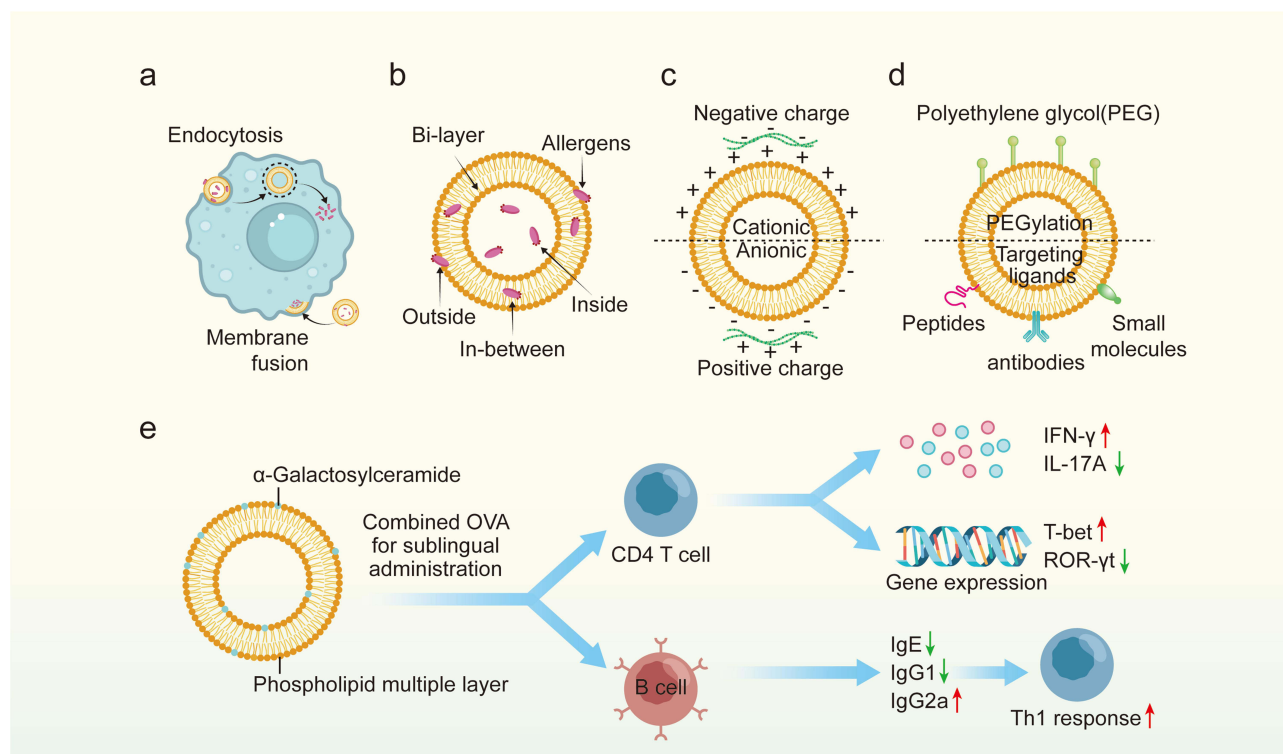 a
Endocytosis
Membrane
fusion
b
Bi-layer
Allergens
Outside
Inside
In-between
c
Negative charge
- - -
+ + + + + + + + +
Cationic
Anionic
- - - - - - - - -
+ + + + +
Positive charge
d
Polyethylene glycol(PEG)
PEGylation
Targeting
ligands
Peptides
antibodies
Small
molecules
e
α-Galactosylceramide
Phospholipid multiple layer
Combined OVA
for sublingual
administration
CD4 T cell
IFN-γ
IL-17A
T-bet
ROR-γt
Gene expression
B cell
IgE
IgG1
IgG2a
Th1 response